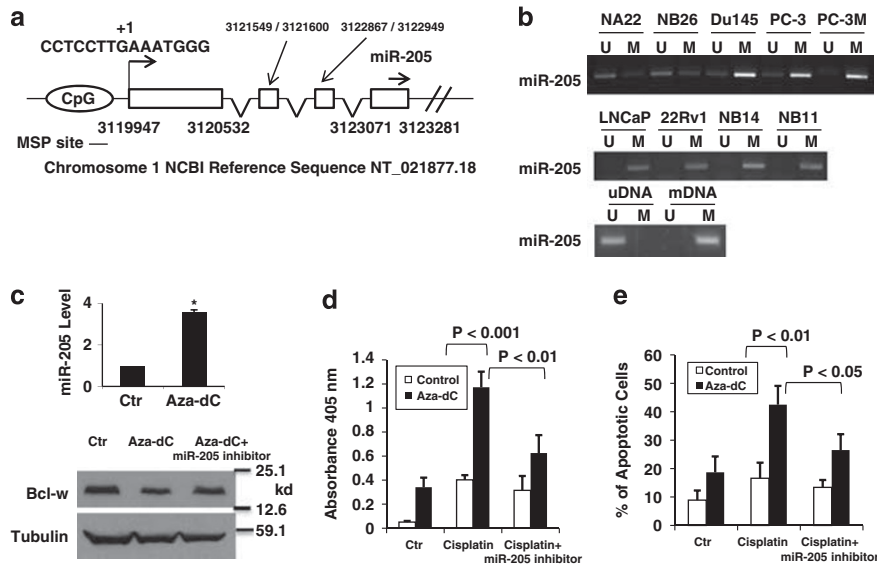 a
+1
CCTCCTTGAAATGGG
3121549 / 3121600
3122867 / 3122949
miR-205
CpG
3119947
3120532
3123071
3123281
MSP site
Chromosome 1 NCBI Reference Sequence NT_021877.18
b
NA22 NB26 Du145 PC-3 PC-3M
U M U M U M U M U M
miR-205
LNCaP 22Rv1 NB14 NB11
U M U M U M U M
miR-205
uDNA mDNA
U M U M
miR-205
c
miR-205 Level
4
2
0
*
Ctr Aza-dC
Ctr Aza-dC Aza-dC+
miR-205 inhibitor
Bcl-w
25.1
kd
12.6
Tubulin
59.1
d
P < 0.001
P < 0.01
Absorbance 405 nm
1.4
1.2
1
0.8
0.6
0.4
0.2
0
Control
Aza-dC
Ctr Cisplatin Cisplatin+
miR-205 inhibitor
e
P < 0.01
P < 0.05
% of Apoptotic Cells
60
50
40
30
20
10
0
Control
Aza-dC
Ctr Cisplatin Cisplatin+
miR-205 inhibitor